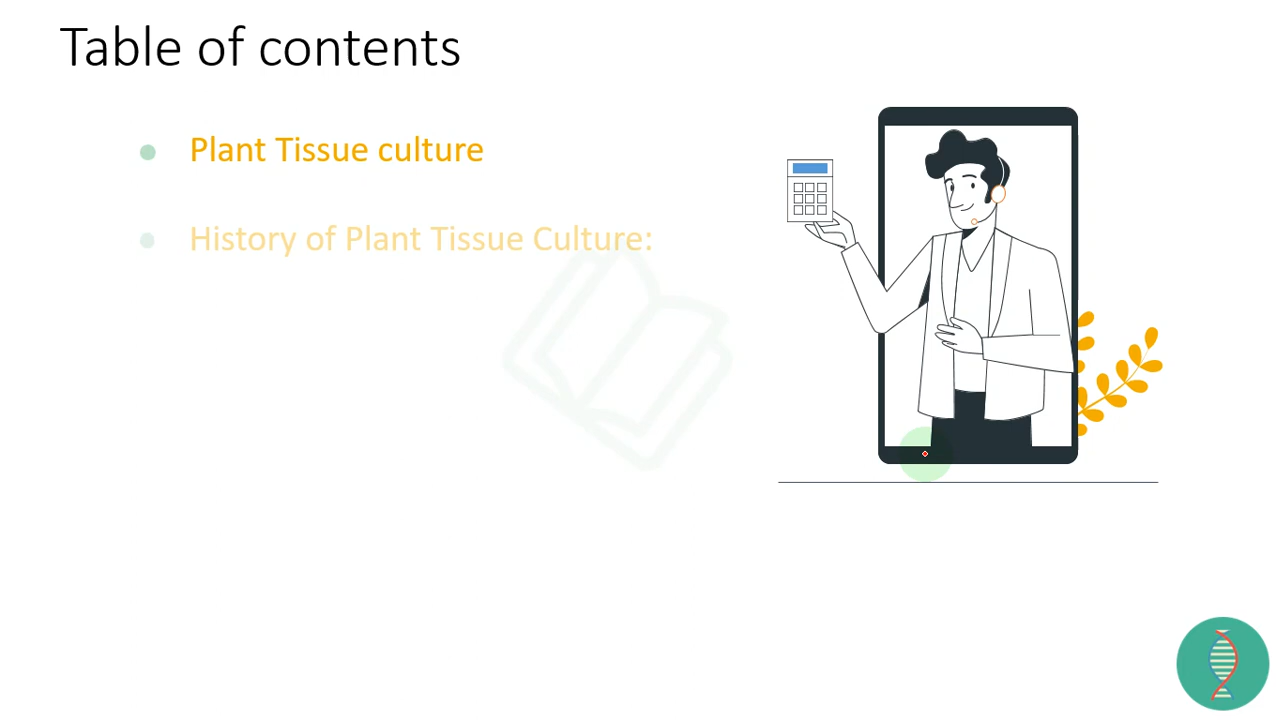 Table of contents
Plant Tissue culture
History of Plant Tissue Culture: